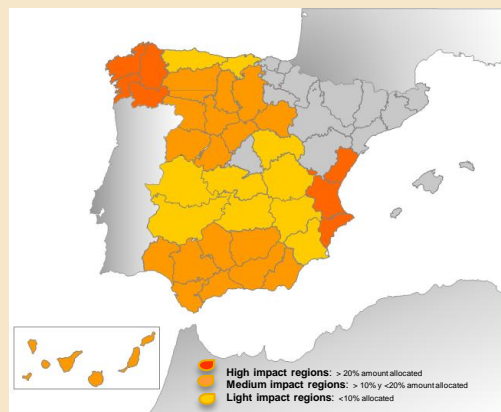 High impact regions: > 20% amount allocated
Medium impact regions: > 10% y <20% amount allocated
Light impact regions: <10% allocated